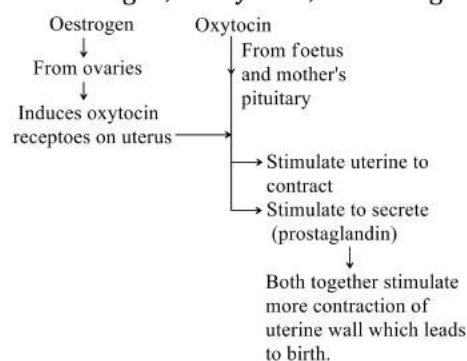 Oestrogen
Oxytocin
From ovaries
From foetus
and mother's
pituitary
Induces oxytocin
receptoes on uterus
Stimulate uterine to
contract
Stimulate to secrete
(prostaglandin)
Both together stimulate
more contraction of
uterine wall which leads
to birth.